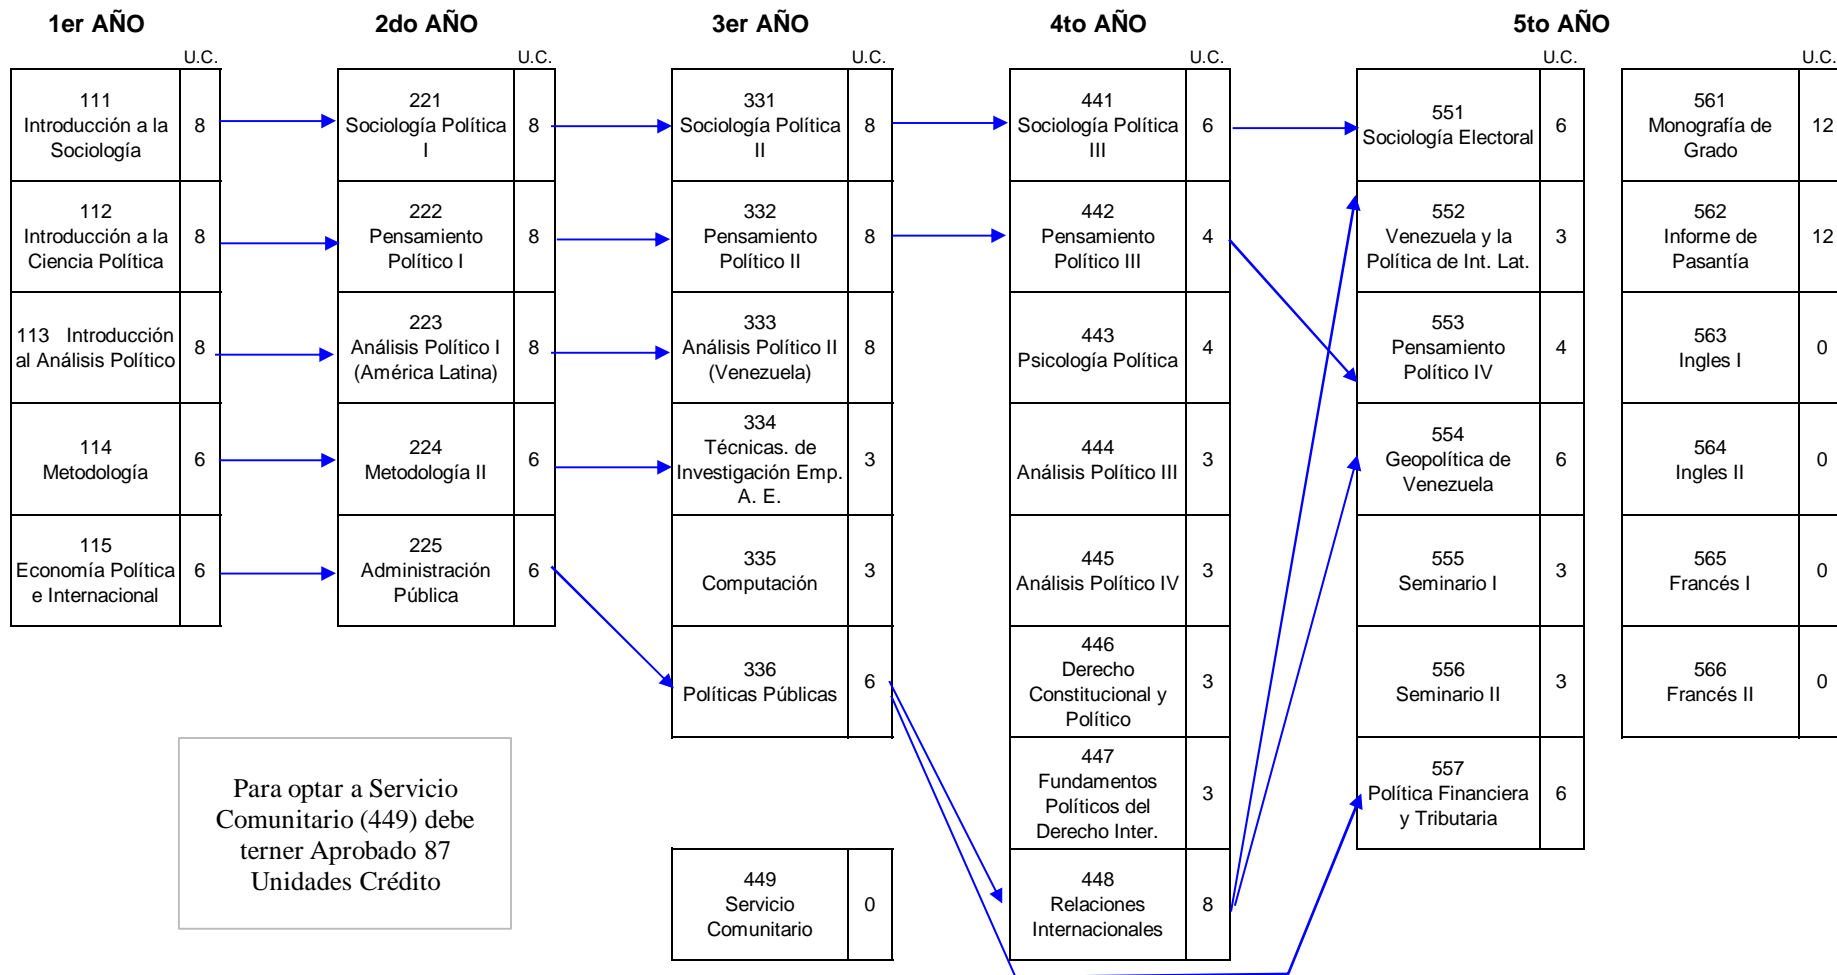 1er AÑO
U.C.
111
Introducción a la
Sociología
8
112
Introducción a la
Ciencia Política
8
113 Introducción
al Análisis Político
8
114
Metodología
6
115
Economía Política
e Internacional
6
2do AÑO
U.C.
221
Sociología Política
I
8
222
Pensamiento
Político I
8
223
Análisis Político I
(América Latina)
8
224
Metodología II
6
225
Administración
Pública
6
3er AÑO
U.C.
331
Sociología Política
II
8
332
Pensamiento
Político II
8
333
Análisis Político II
(Venezuela)
8
334
Técnicas. de
Investigación Emp.
A. E.
3
335
Computación
3
336
Políticas Públicas
6
449
Servicio
Comunitario
0
4to AÑO
U.C.
441
Sociología Política
III
6
442
Pensamiento
Político III
4
443
Psicología Política
4
444
Análisis Político III
3
445
Análisis Político IV
3
446
Derecho
Constitucional y
Político
3
447
Fundamentos
Políticos del
Derecho Inter.
3
448
Relaciones
Internacionales
8
5to AÑO
U.C.
551
Sociología Electoral
6
552
Venezuela y la
Política de Int. Lat.
3
553
Pensamiento
Político IV
4
554
Geopolítica de
Venezuela
6
555
Seminario I
3
556
Seminario II
3
557
Política Financiera
y Tributaria
6
U.C.
561
Monografía de
Grado
12
562
Informe de
Pasantía
12
563
Ingles I
0
564
Ingles II
0
565
Francés I
0
566
Francés II
0
Para optar a Servicio
Comunitario (449) debe
terner Aprobado 87
Unidades Crédito